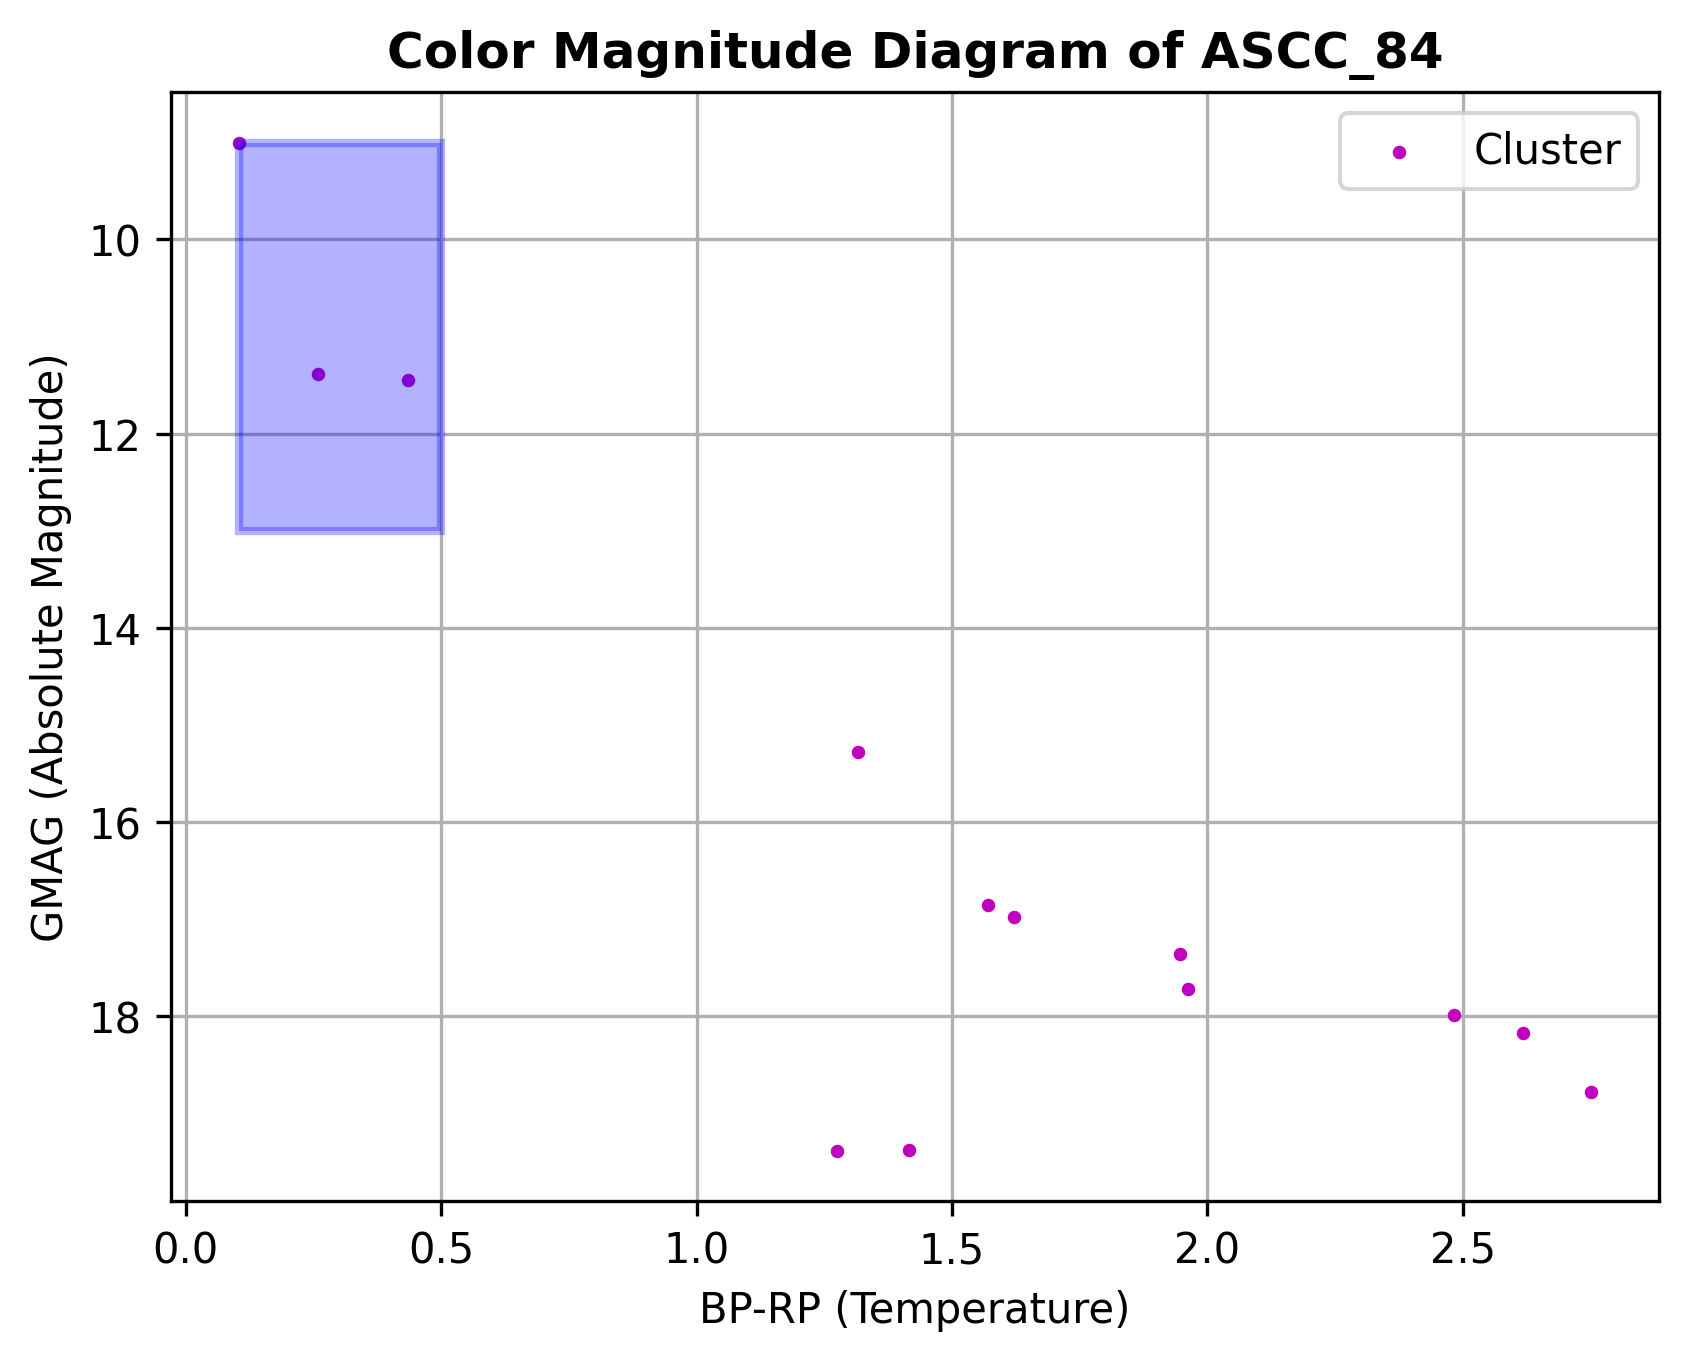 Color Magnitude Diagram of ASCC_84
Cluster
10
12
14
16
18
GMAG (Absolute Magnitude)
0.0 0.5 1.0 1.5 2.0 2.5
BP-RP (Temperature)